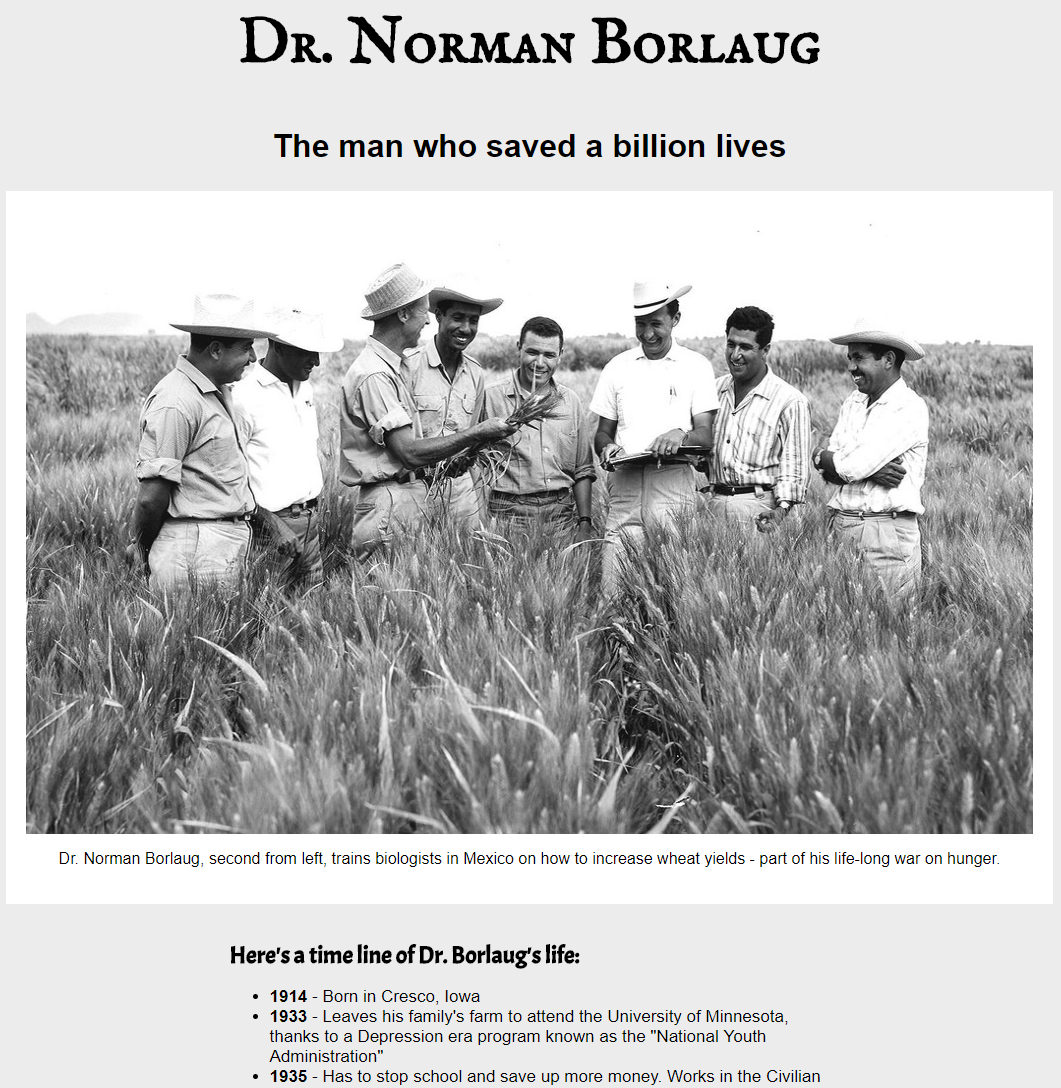 Dr. Norman Borlaug
The man who saved a billion lives
Dr. Norman Borlaug, second from left, trains biologists in Mexico on how to increase wheat yields - part of his life-long war on hunger.
Here's a time line of Dr. Borlaug's life:
• 1914 - Born in Cresco, Iowa
• 1933 - Leaves his family's farm to attend the University of Minnesota,
thanks to a Depression era program known as the "National Youth
Administration"
• 1935 - Has to stop school and save up more money. Works in the Civilian